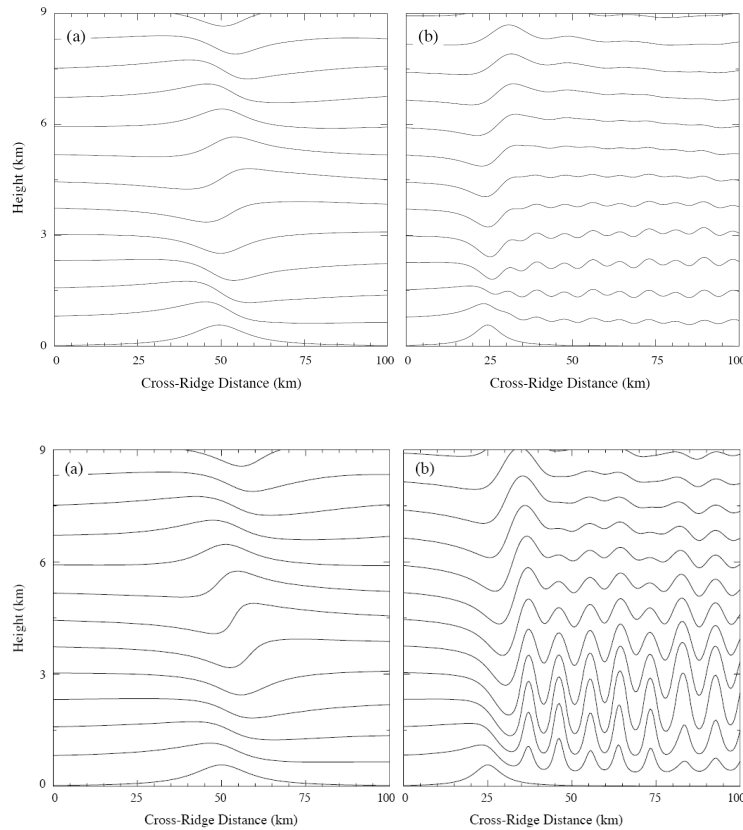 (a)
(b)
9
6
3
0
Height (km)
0 25 50 75 100
0 25 50 75 100
Cross-Ridge Distance (km)
Cross-Ridge Distance (km)
(a)
(b)
9
6
3
0
Height (km)
0 25 50 75 100
0 25 50 75 100
Cross-Ridge Distance (km)
Cross-Ridge Distance (km)